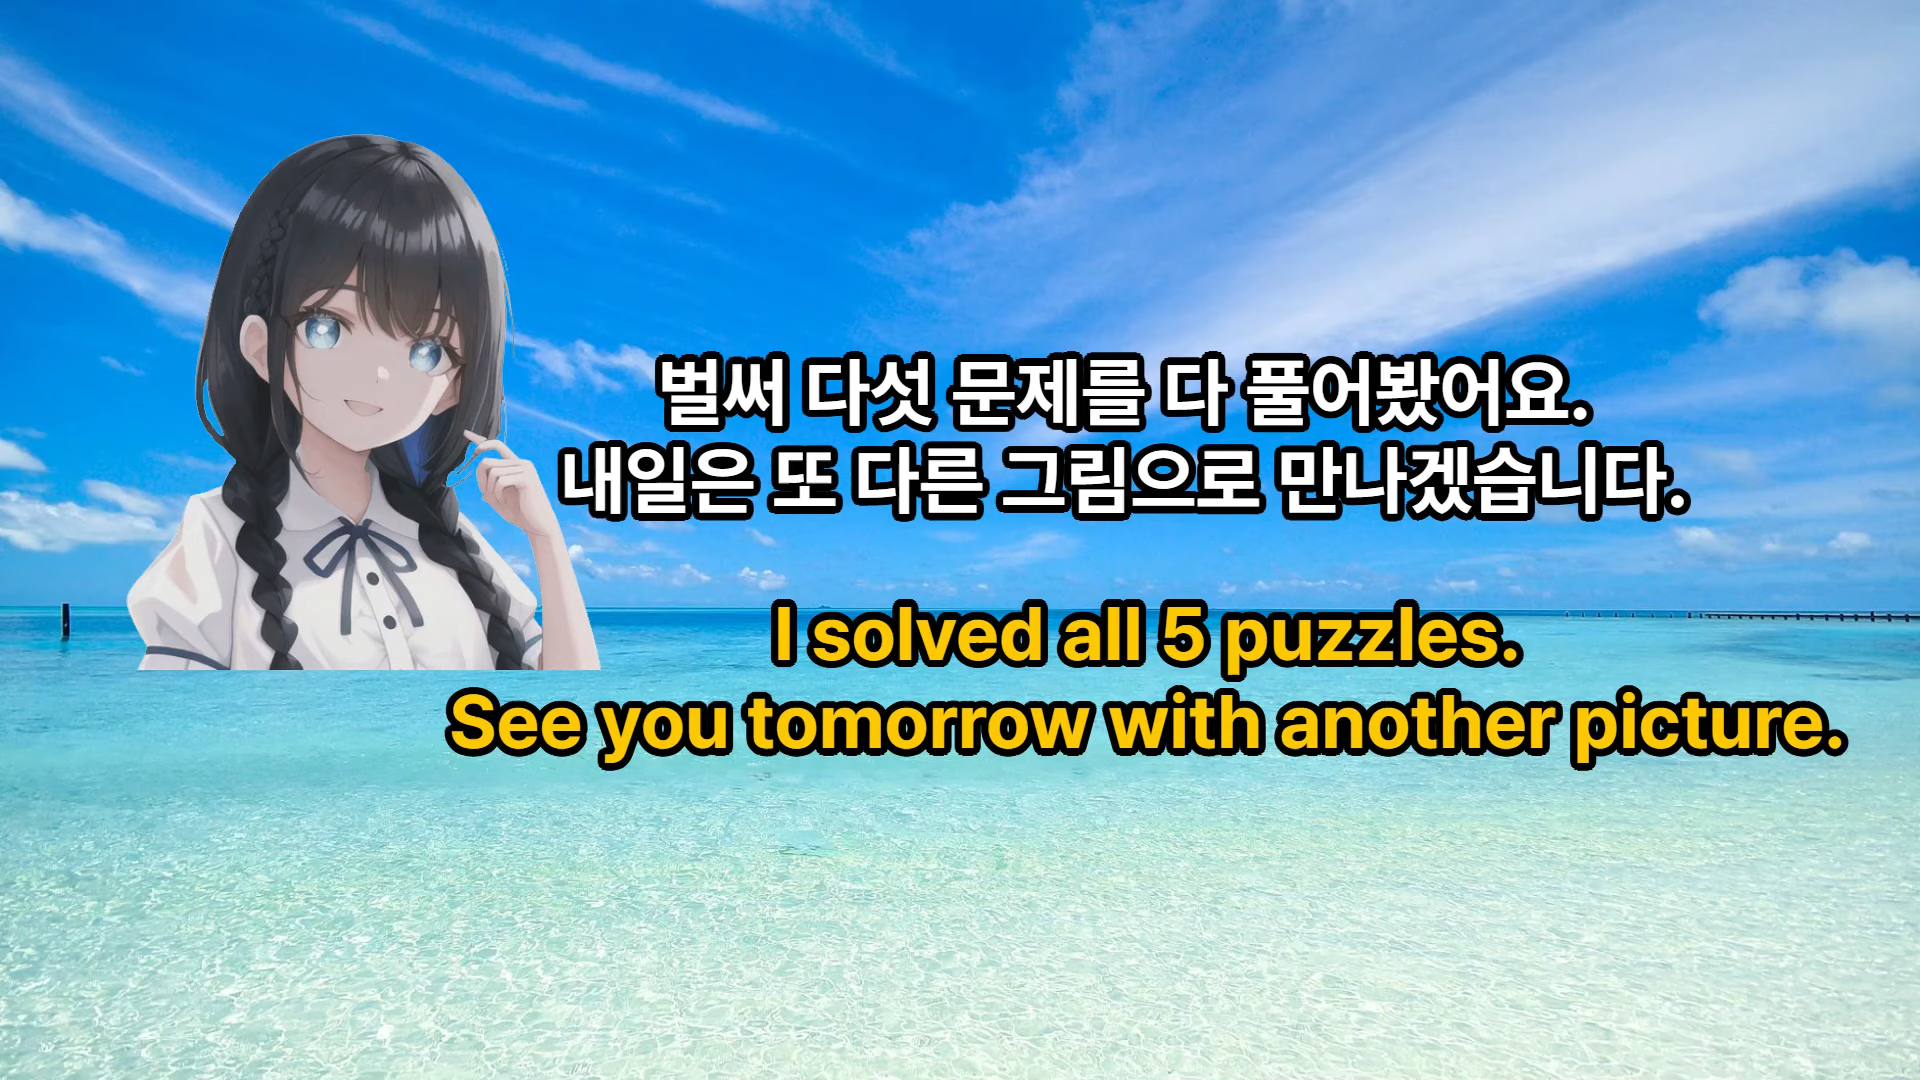 벌써 다섯 문제를 다 풀어봤어요.
내일은 또 다른 그림으로 만나겠습니다.
I solved all 5 puzzles.
See you tomorrow with another picture.